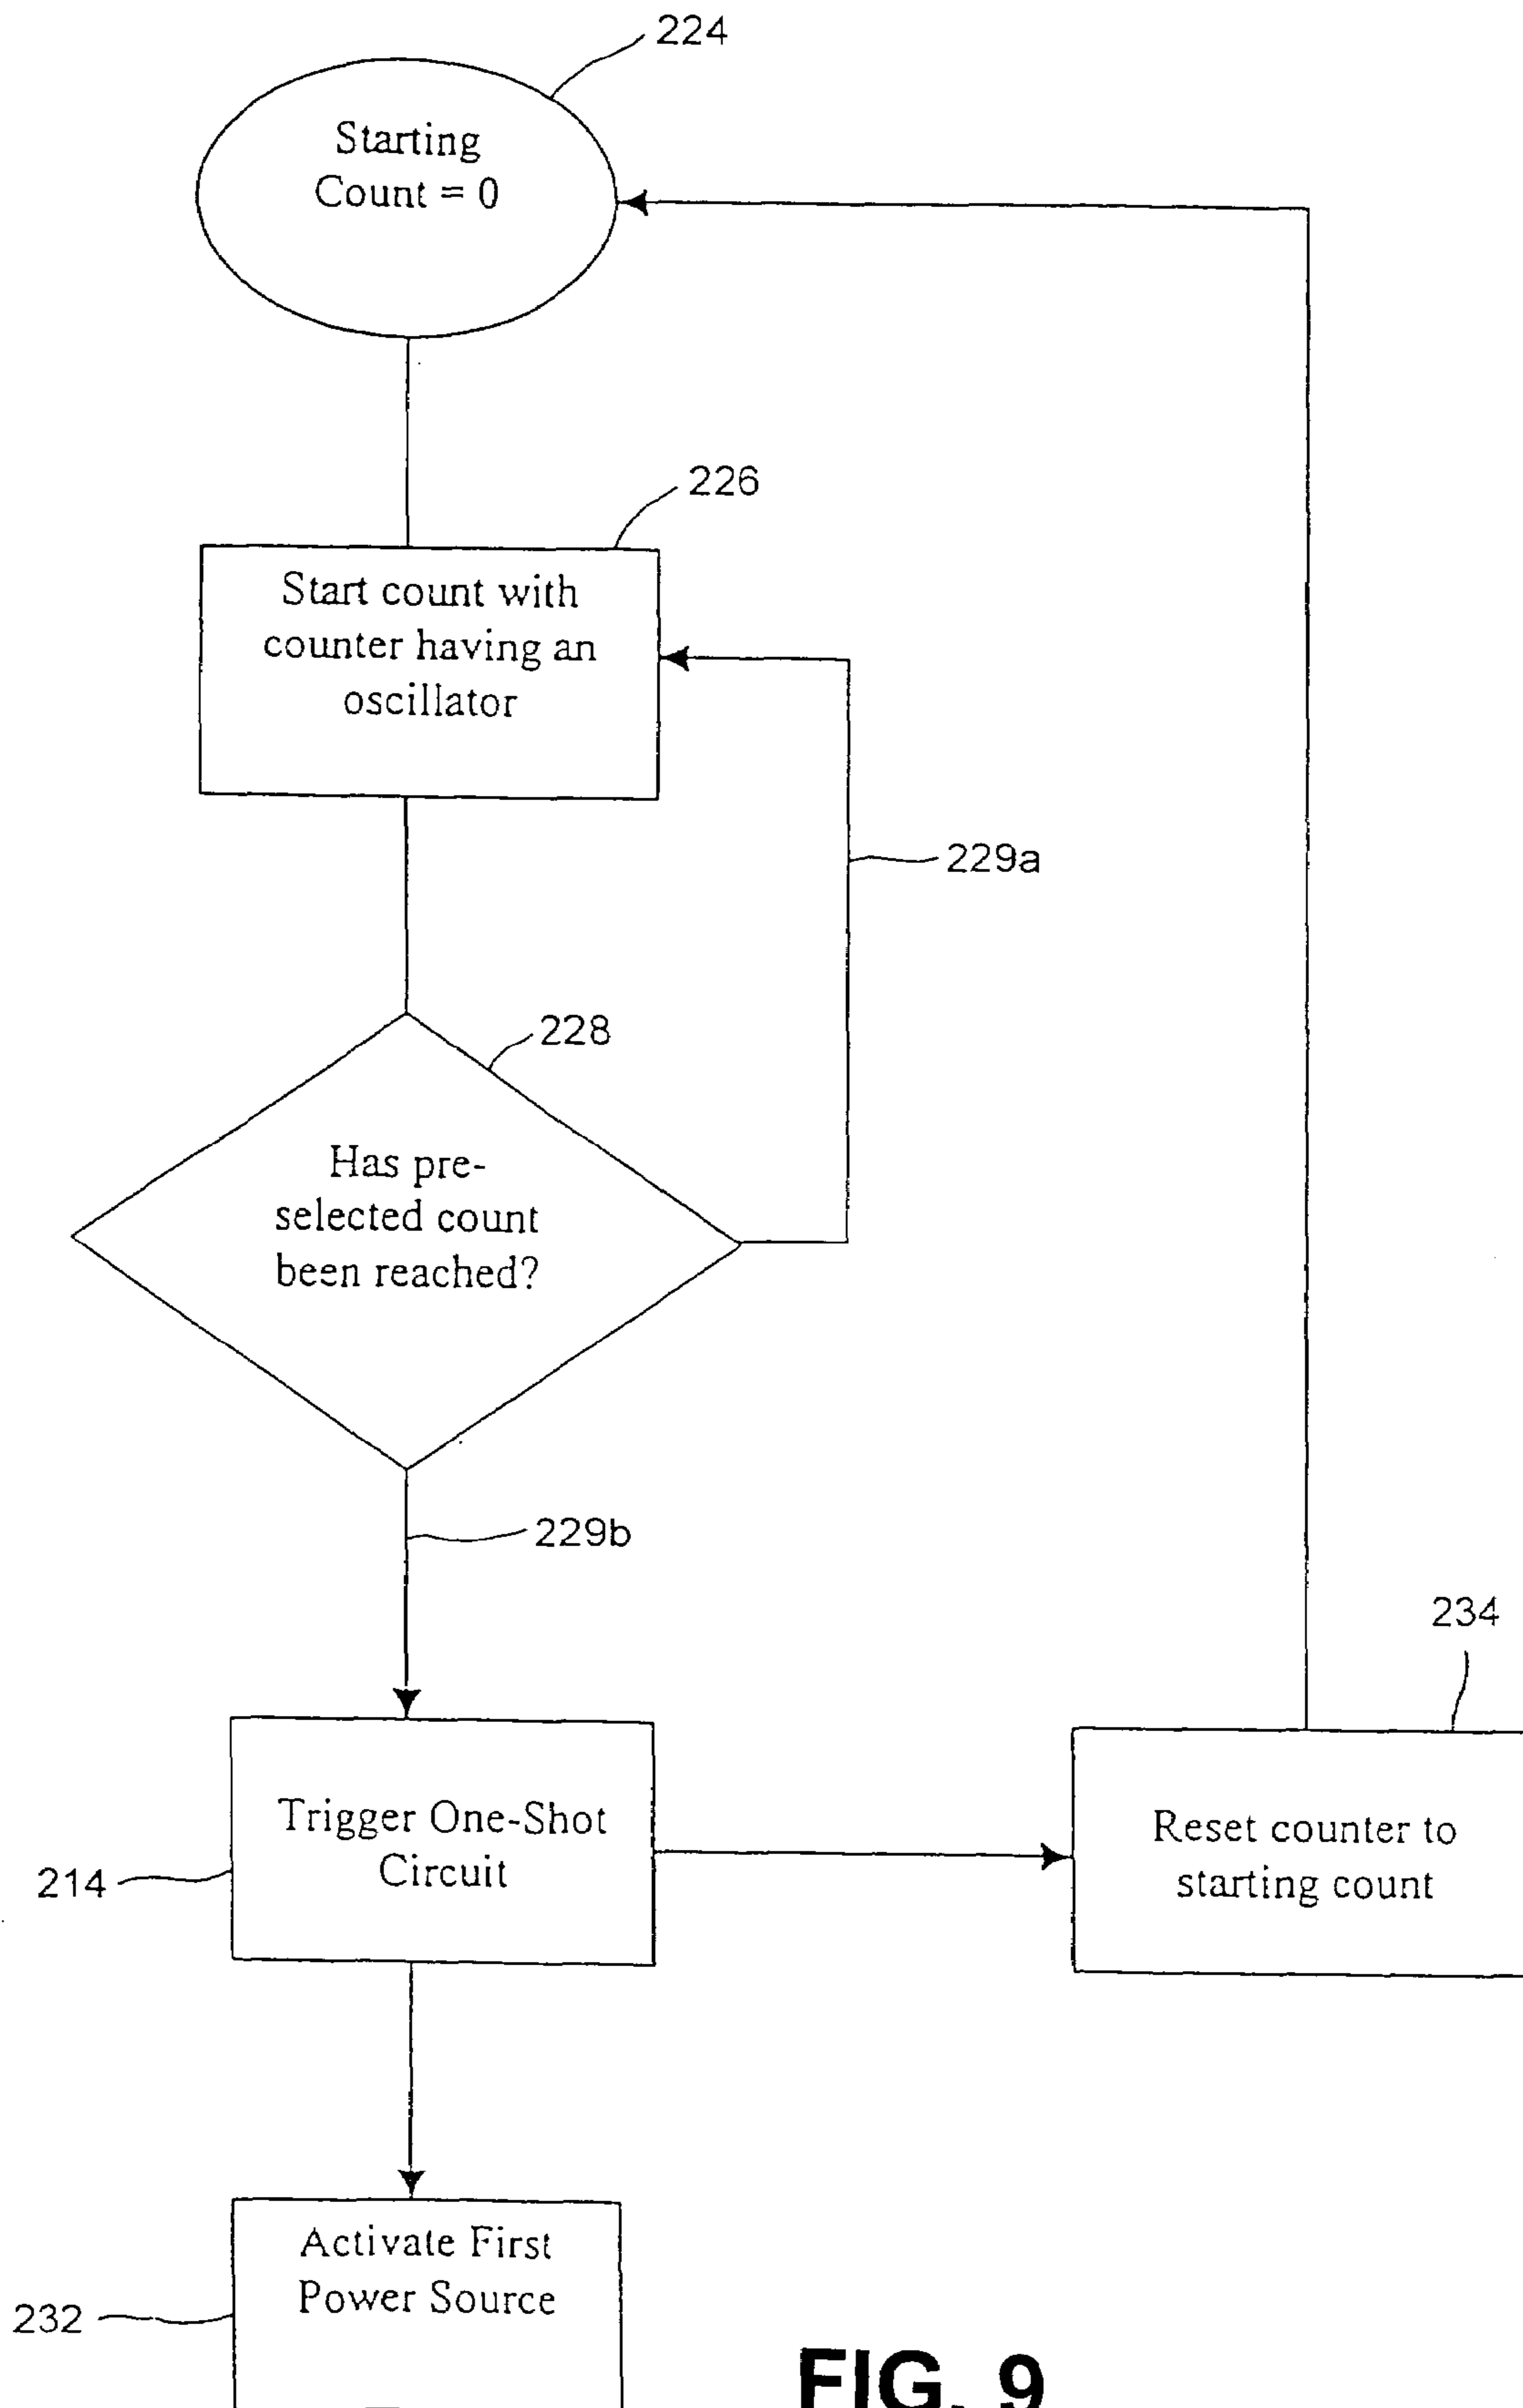 224
Starting
Count = 0
226
Start count with
counter having an
oscillator
229a
228
Has pre-
selected count
been reached?
229b
234
Trigger One-Shot
Circuit
214
Reset counter to
starting count
Activate First
Power Source
232
FIG. 9